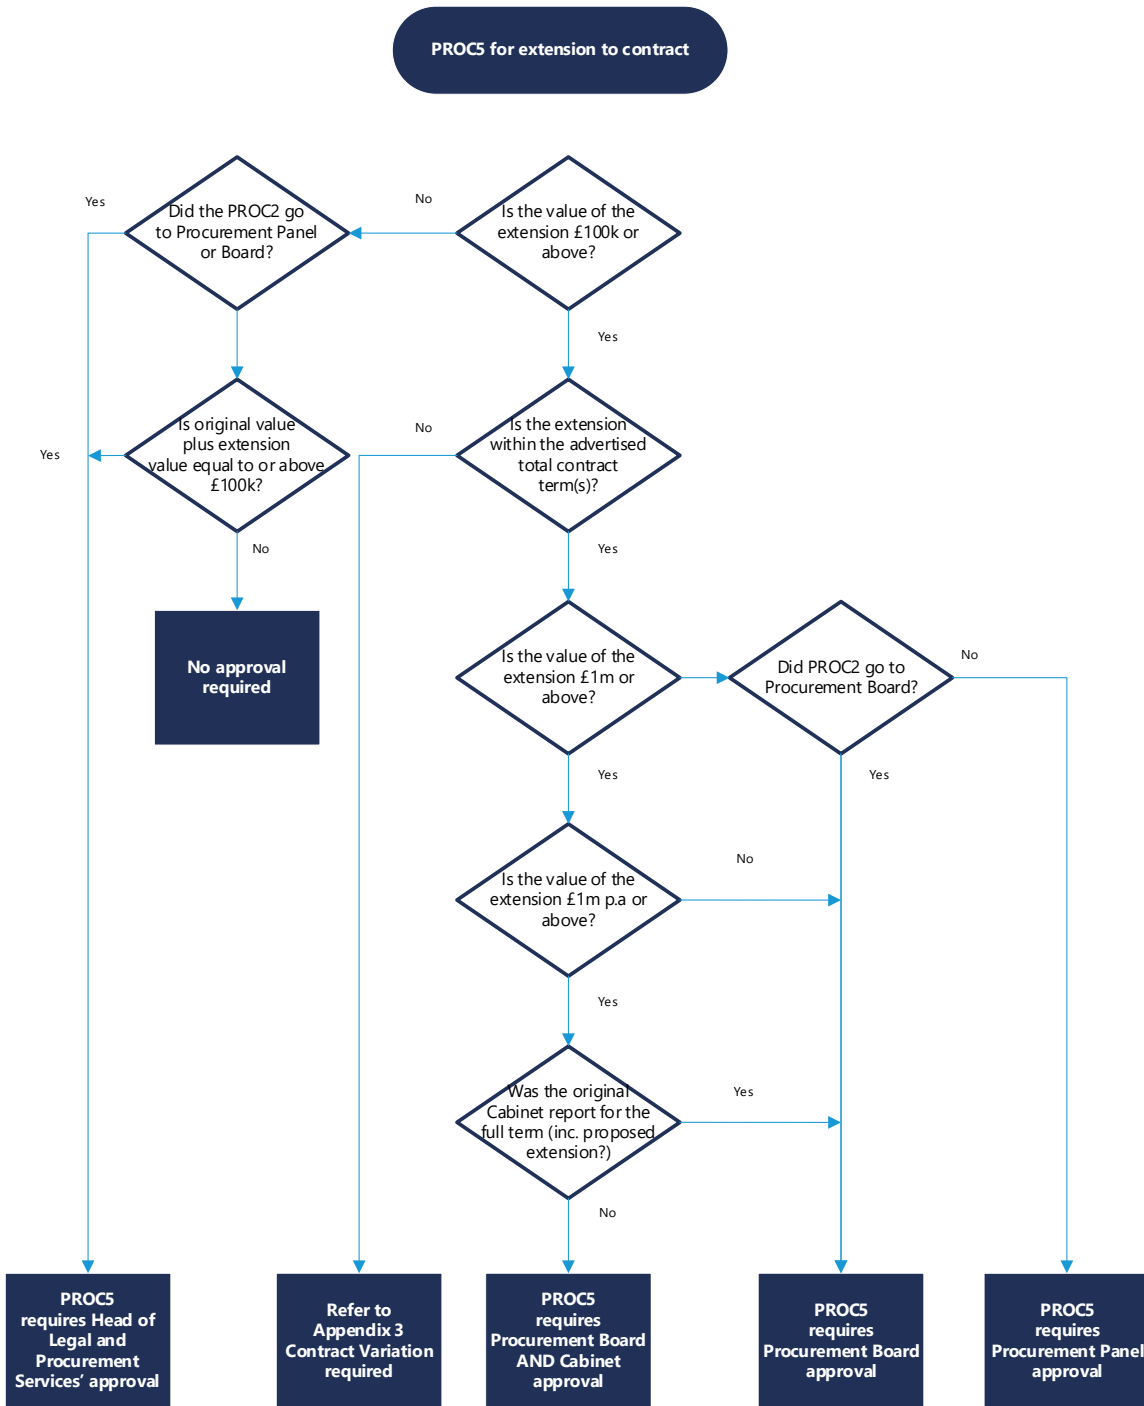 PROC5 for extension to contract
Yes
Did the PROC2 go
to Procurement Panel
or Board?
No
Is the value of the
extension £100k or
above?
Yes
Yes
Is original value
plus extension
value equal to or above
£100k?
No
Is the extension
within the advertised
total contract
term(s)?
No
Yes
No approval
required
Is the value of the
extension £1m or
above?
Did PROC2 go to
Procurement Board?
No
Yes
Yes
Is the value of the
extension £1m p.a or
above?
No
Yes
Was the original
Cabinet report for the
full term (inc. proposed
extension?)
Yes
No
PROC5
requires Head of
Legal and
Procurement
Services’ approval
Refer to
Appendix 3
Contract Variation
required
PROC5
requires
Procurement Board
AND Cabinet
approval
PROC5
requires
Procurement Board
approval
PROC5
requires
Procurement Panel
approval